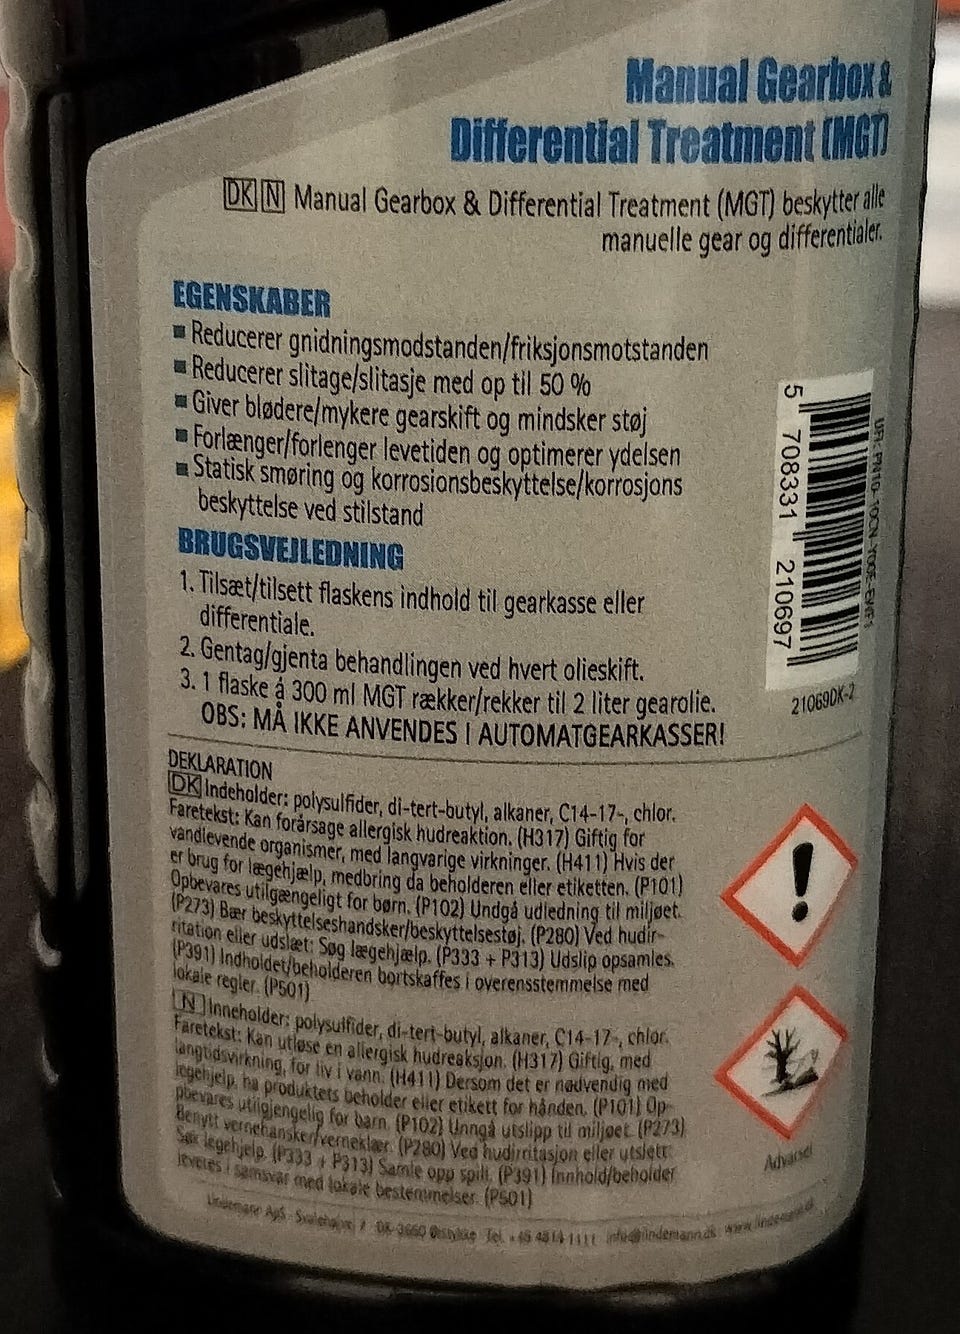 Manual Gearbox &
Differential Treatment (MGT)
DK N Manual Gearbox & Differential Treatment (MGT) beskytter alle
manuelle gear og differentialer.
EGENSKABER
▪ Reducerer gnidningsmodstanden/friksjonsmotstanden
▪ Reducerer slitage/slitasje med op til 50 %
▪ Giver blødere/mykere gearskift og mindsker støj
▪ Forlænger/forlenger levetiden og optimerer ydelsen
▪ Statisk smøring og korrosionsbeskyttelse/korrosjons
beskyttelse ved stilstand
BRUGSVEJLEDNING
1. Tilsæt/tilsett flaskens indhold til gearkasse eller
differentiale.
2. Gentag/gjenta behandlingen ved hvert olieskift.
3. 1 flaske á 300 ml MGT rækker/rekker til 2 liter gearolie.
OBS: MÅ IKKE ANVENDES I AUTOMATGEARKASSER!
5 708331 210697
UFI:
21069DK-2
DEKLARATION
DK Indeholder: polysulfider, di-tert-butyl, alkaner, C14-17-, chlor.
Faretekst: Kan forårsage allergisk hudreaktion. (H317) Giftig for
vandlevende organismer, med langvarige virkninger. (H411) Hvis der
er brug for lægehjælp, medbring da beholderen eller etiketten. (P101)
Opbevares utilgængeligt for børn. (P102) Undgå udledning til miljøet.
(P273) Bær beskyttelseshandsker/beskyttelsestøj. (P280) Ved hudir-
ritation eller udslæt: Søg lægehjælp. (P333 + P313) Udslip opsamles.
(P391) Indholdet/beholderen bortskaffes i overensstemmelse med
lokale regler. (P501)
N Inneholder: polysulfider, di-tert-butyl, alkaner, C14-17-, chlor.
Faretekst: Kan utløse en allergisk hudreaksjon. (H317) Giftig, med
langtidsvirkning, for liv i vann. (H411) Dersom det er nødvendig med
legehjelp, ha produktets beholder eller etikett for hånden. (P101) Op-
pbevares utilgjengelig for barn. (P102) Unngå utslipp til miljøet. (P273)
Benytt vernehansker/verneklær. (P280) Ved hudirritasjon eller utslett:
Søk legehjelp. (P333 + P313) Samle opp spill. (P391) Innhold/beholder
leveres i samsvar med lokale bestemmelser. (P501)
Advarsel
Lindemann ApS · DK-3660 Tel. +45 4814 1111 info@lindemann.dk